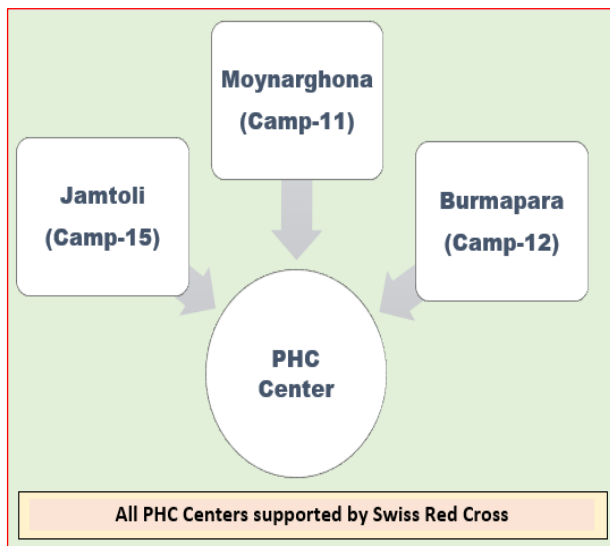 Moynarghona
(Camp-11)
Jamtoli
(Camp-15)
Burmapara
(Camp-12)
PHC
Center
All PHC Centers supported by Swiss Red Cross